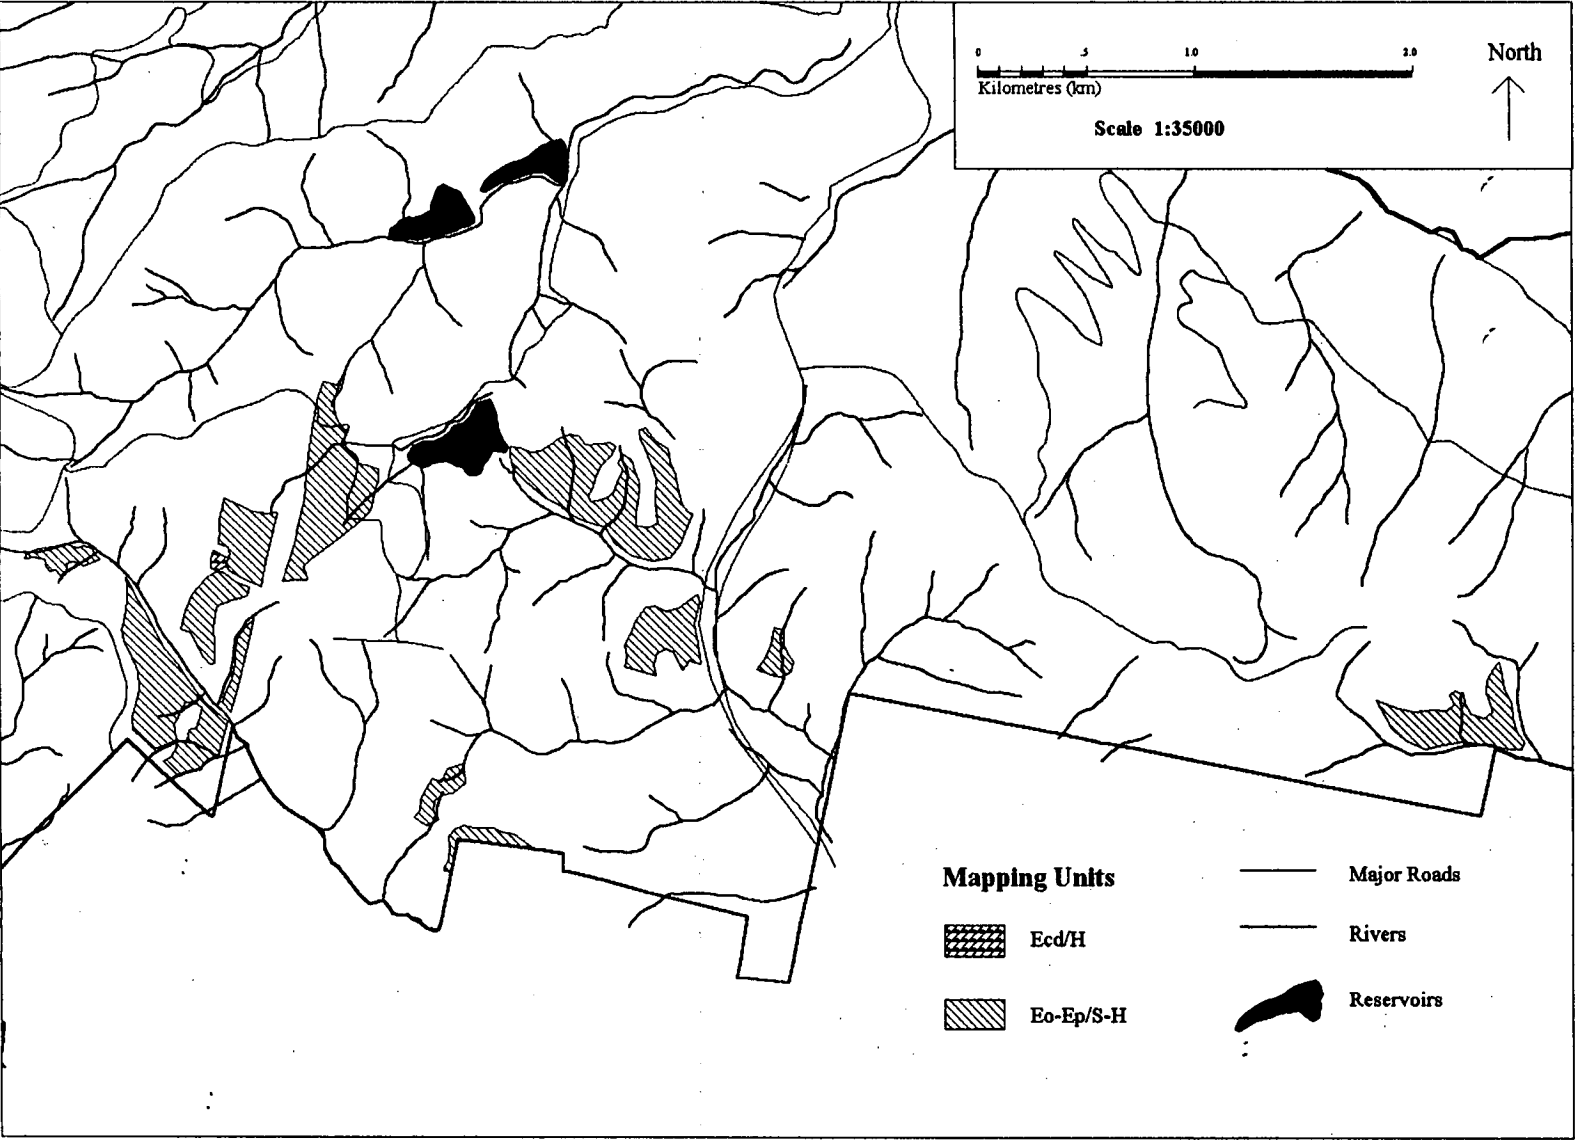 0 .5 1.0 2.0
Kilometres (km)
North
Scale 1:35000
Mapping Units
Ecd/H
Eo-Ep/S-H
Major Roads
Rivers
Reservoirs